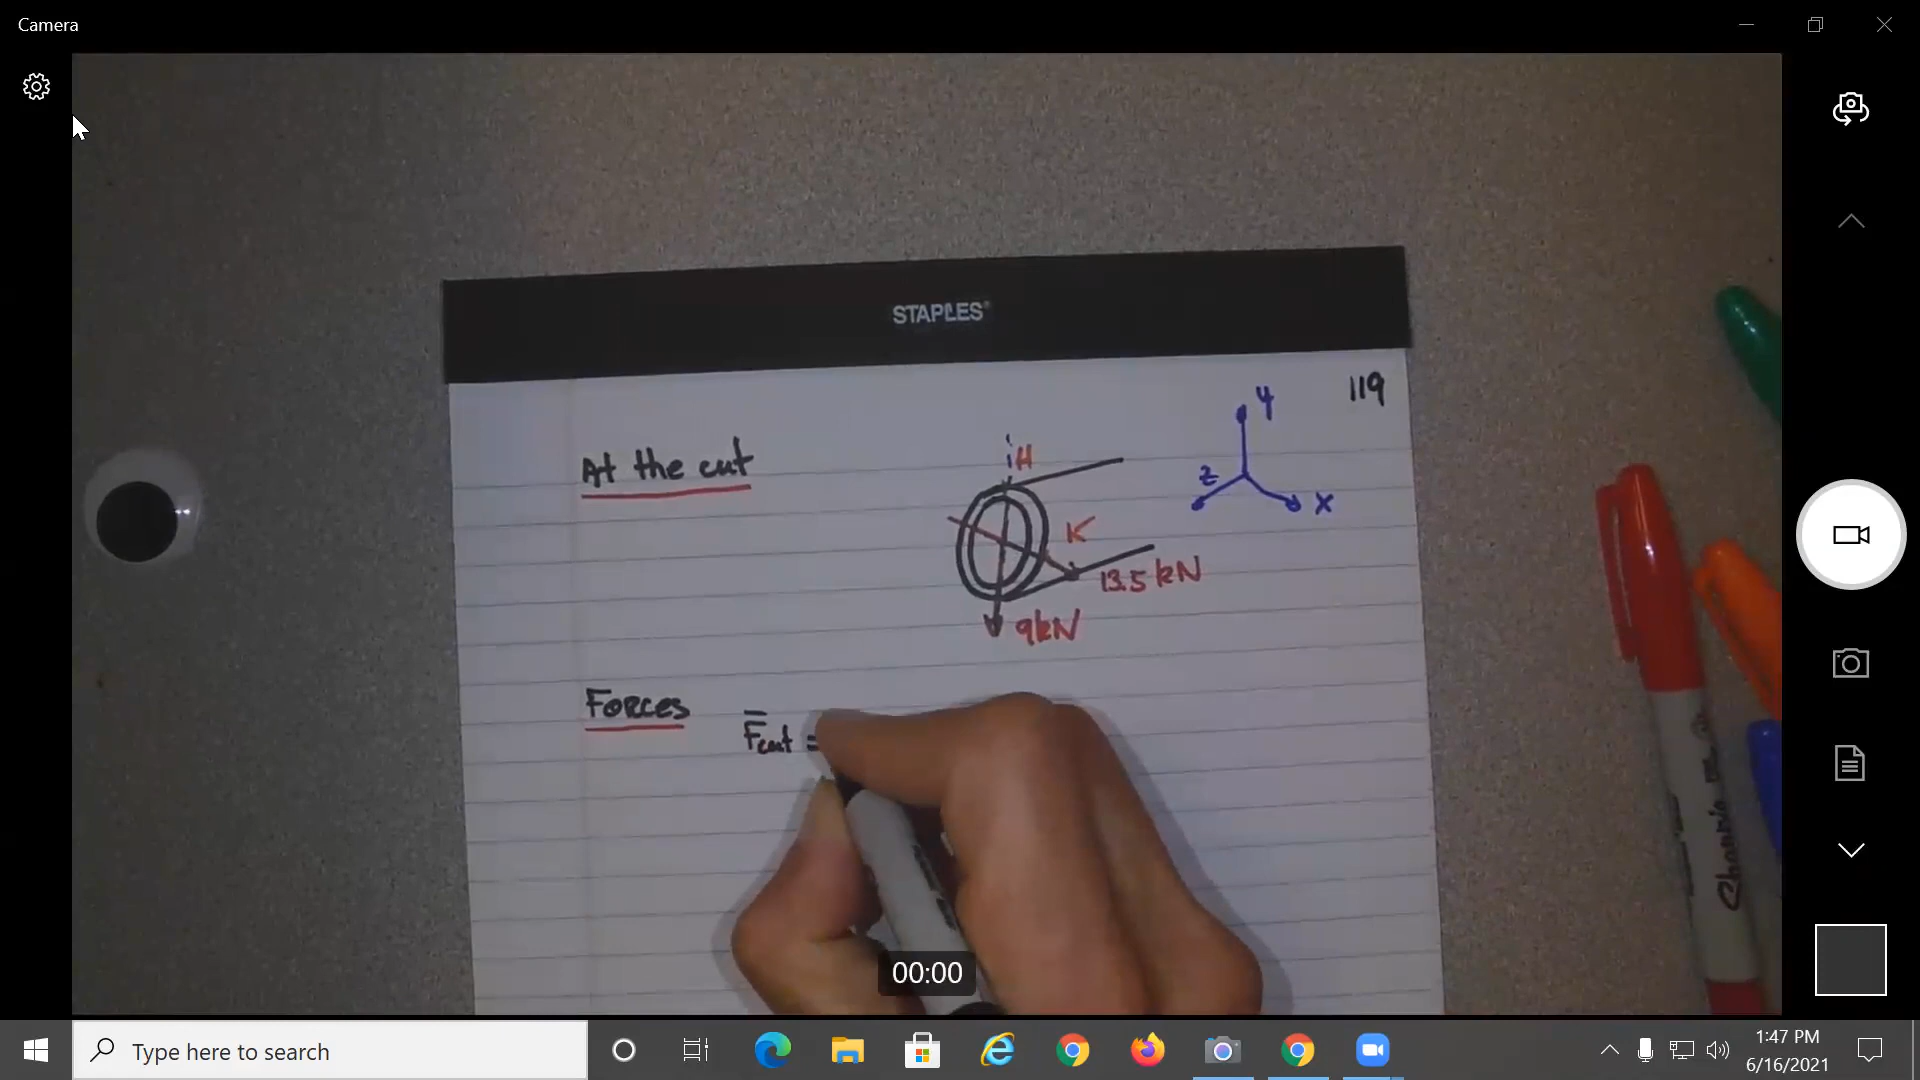 Camera
STAPLES®
119
At the cut
H
y
z
x
K
13.5 kN
9kN
Forces
F̅cut =
Sharpie
00:00
Type here to search
1:47 PM
6/16/2021